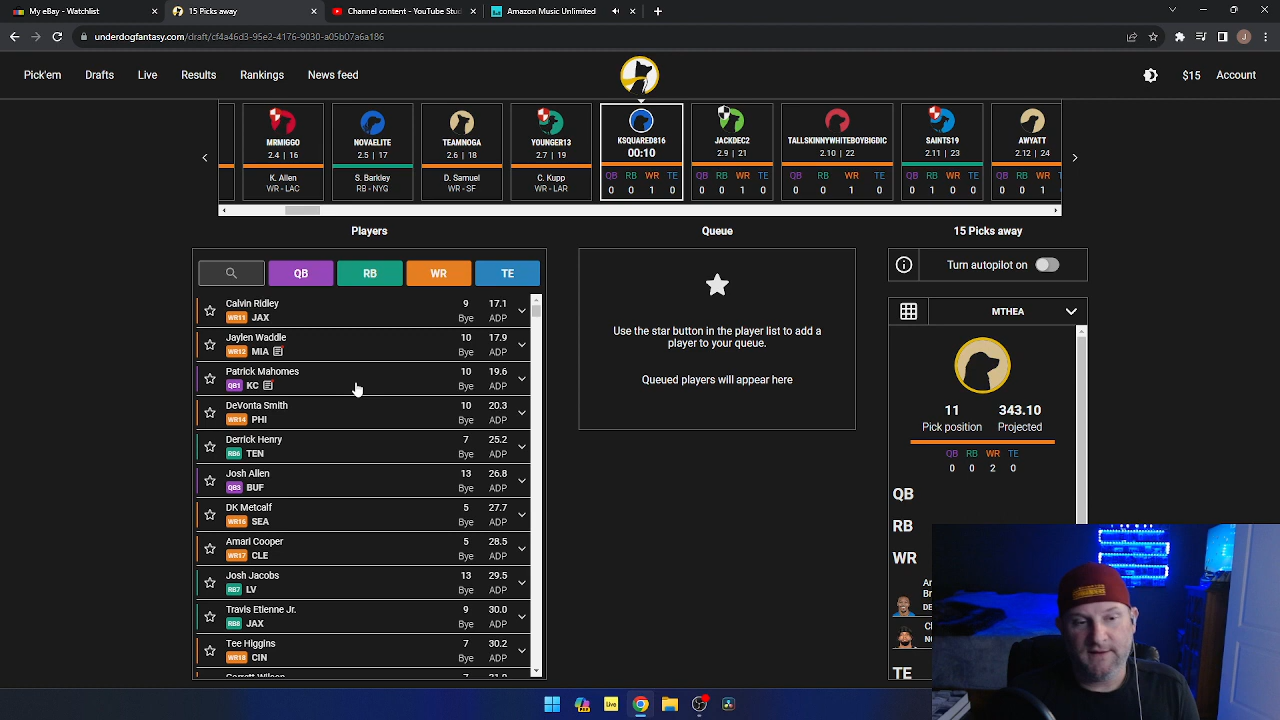 My eBay - Watchlist
15 Picks away
Channel content - YouTube Stu
Amazon Music Unlimited
underdogfantasy.com/draft/cf4a46d3-95e2-4176-9030-a05b07a6a186
J
Pick'em Drafts Live Results Rankings News feed
$15 Account
MRMIGGO NOVAELITE TEAMNOGA YOUNGER13 KSQUARED816 JACKDEC2 TALLSKINNYWHITEBOYBIGDIC SAINTS19 AWYATT
2.4 | 16 2.5 | 17 2.6 | 18 2.7 | 19 00:10 2.9 | 21 2.10 | 22 2.11 | 23 2.12 | 24
K. Allen S. Barkley D. Samuel C. Kupp QB RB WR TE QB RB WR TE QB RB WR TE QB RB WR TE QB RB WR
WR - LAC RB - NYG WR - SF WR - LAR 0 0 1 0 0 0 1 0 0 0 1 0 0 1 0 0 0 0 1
Players
QB RB WR TE
Calvin Ridley 9 17.1
WR11 JAX Bye ADP
Jaylen Waddle 10 17.9
WR12 MIA Bye ADP
Patrick Mahomes 10 19.6
QB1 KC Bye ADP
DeVonta Smith 10 20.3
WR14 PHI Bye ADP
Derrick Henry 7 25.2
RB6 TEN Bye ADP
Josh Allen 13 26.8
QB3 BUF Bye ADP
DK Metcalf 5 27.7
WR16 SEA Bye ADP
Amari Cooper 5 28.5
WR17 CLE Bye ADP
Josh Jacobs 13 29.5
RB7 LV Bye ADP
Travis Etienne Jr. 9 30.0
RB8 JAX Bye ADP
Tee Higgins 7 30.2
WR18 CIN Bye ADP
Queue
Use the star button in the player list to add a
player to your queue.
Queued players will appear here
15 Picks away
Turn autopilot on
MTHEA
11 343.10
Pick position Projected
QB RB WR TE
0 0 2 0
QB
RB
WR
TE
Live